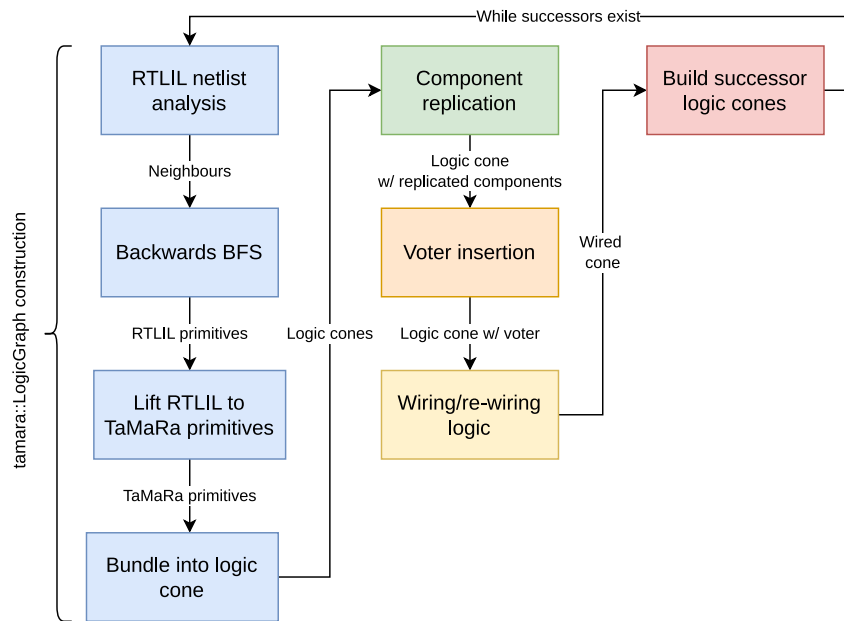 While successors exist
RTLIL netlist
analysis
Component
replication
Build successor
logic cones
Neighbours
Logic cone
w/ replicated components
Backwards BFS
Voter insertion
Wired
cone
tamara::LogicGraph construction
RTLIL primitives
Logic cones
Logic cone w/ voter
Lift RTLIL to
TaMaRa primitives
Wiring/re-wiring
logic
TaMaRa primitives
Bundle into logic
cone